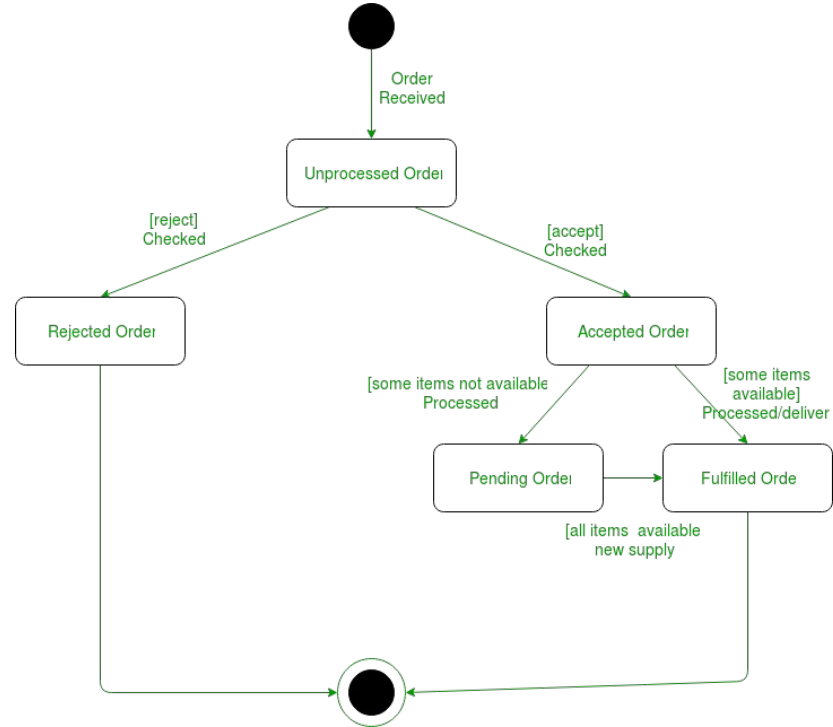 Order
Received
Unprocessed Order
[reject]
Checked
[accept]
Checked
Rejected Order
Accepted Order
[some items not available
Processed
[some items
available]
Processed/deliver
Pending Order
Fulfilled Orde
[all items available
new supply